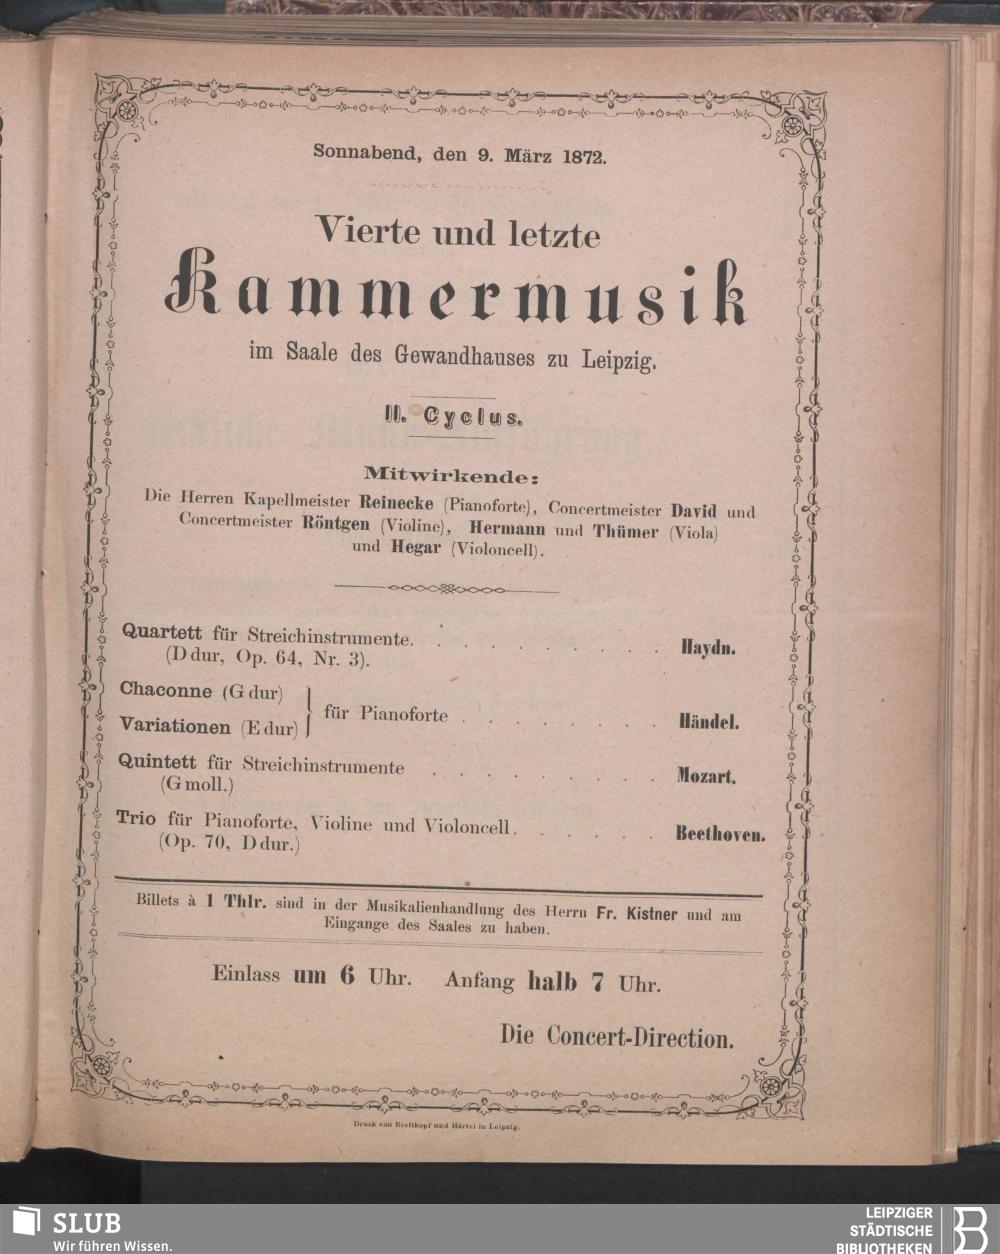 Sonnabend, den 9. März 1872.
Vierte und letzte
Kammermusik
im Saale des Gewandhauses zu Leipzig.
II. Cyclus.
Mitwirkende:
Die Herren Kapellmeister Reinecke (Pianoforte), Concertmeister David und
Concertmeister Röntgen (Violine), Hermann und Thümer (Viola)
und Hegar (Violoncell).
Quartett für Streichinstrumente. . . . . . . . . . Haydn.
(D dur, Op. 64, Nr. 3).
Chaconne (G dur)
Variationen (E dur)
für Pianoforte . . . . . . . . Händel.
Quintett für Streichinstrumente . . . . . . . . . Mozart.
(G moll.)
Trio für Pianoforte, Violine und Violoncell. . . . . . Beethoven.
(Op. 70, D dur.)
Billets à 1 Thlr. sind in der Musikalienhandlung des Herrn Fr. Kistner und am
Eingange des Saales zu haben.
Einlass um 6 Uhr. Anfang halb 7 Uhr.
Die Concert-Direction.
Druck von Breitkopf und Härtel in Leipzig.
SLUB
Wir führen Wissen.
LEIPZIGER
STÄDTISCHE
BIBLIOTHEKEN